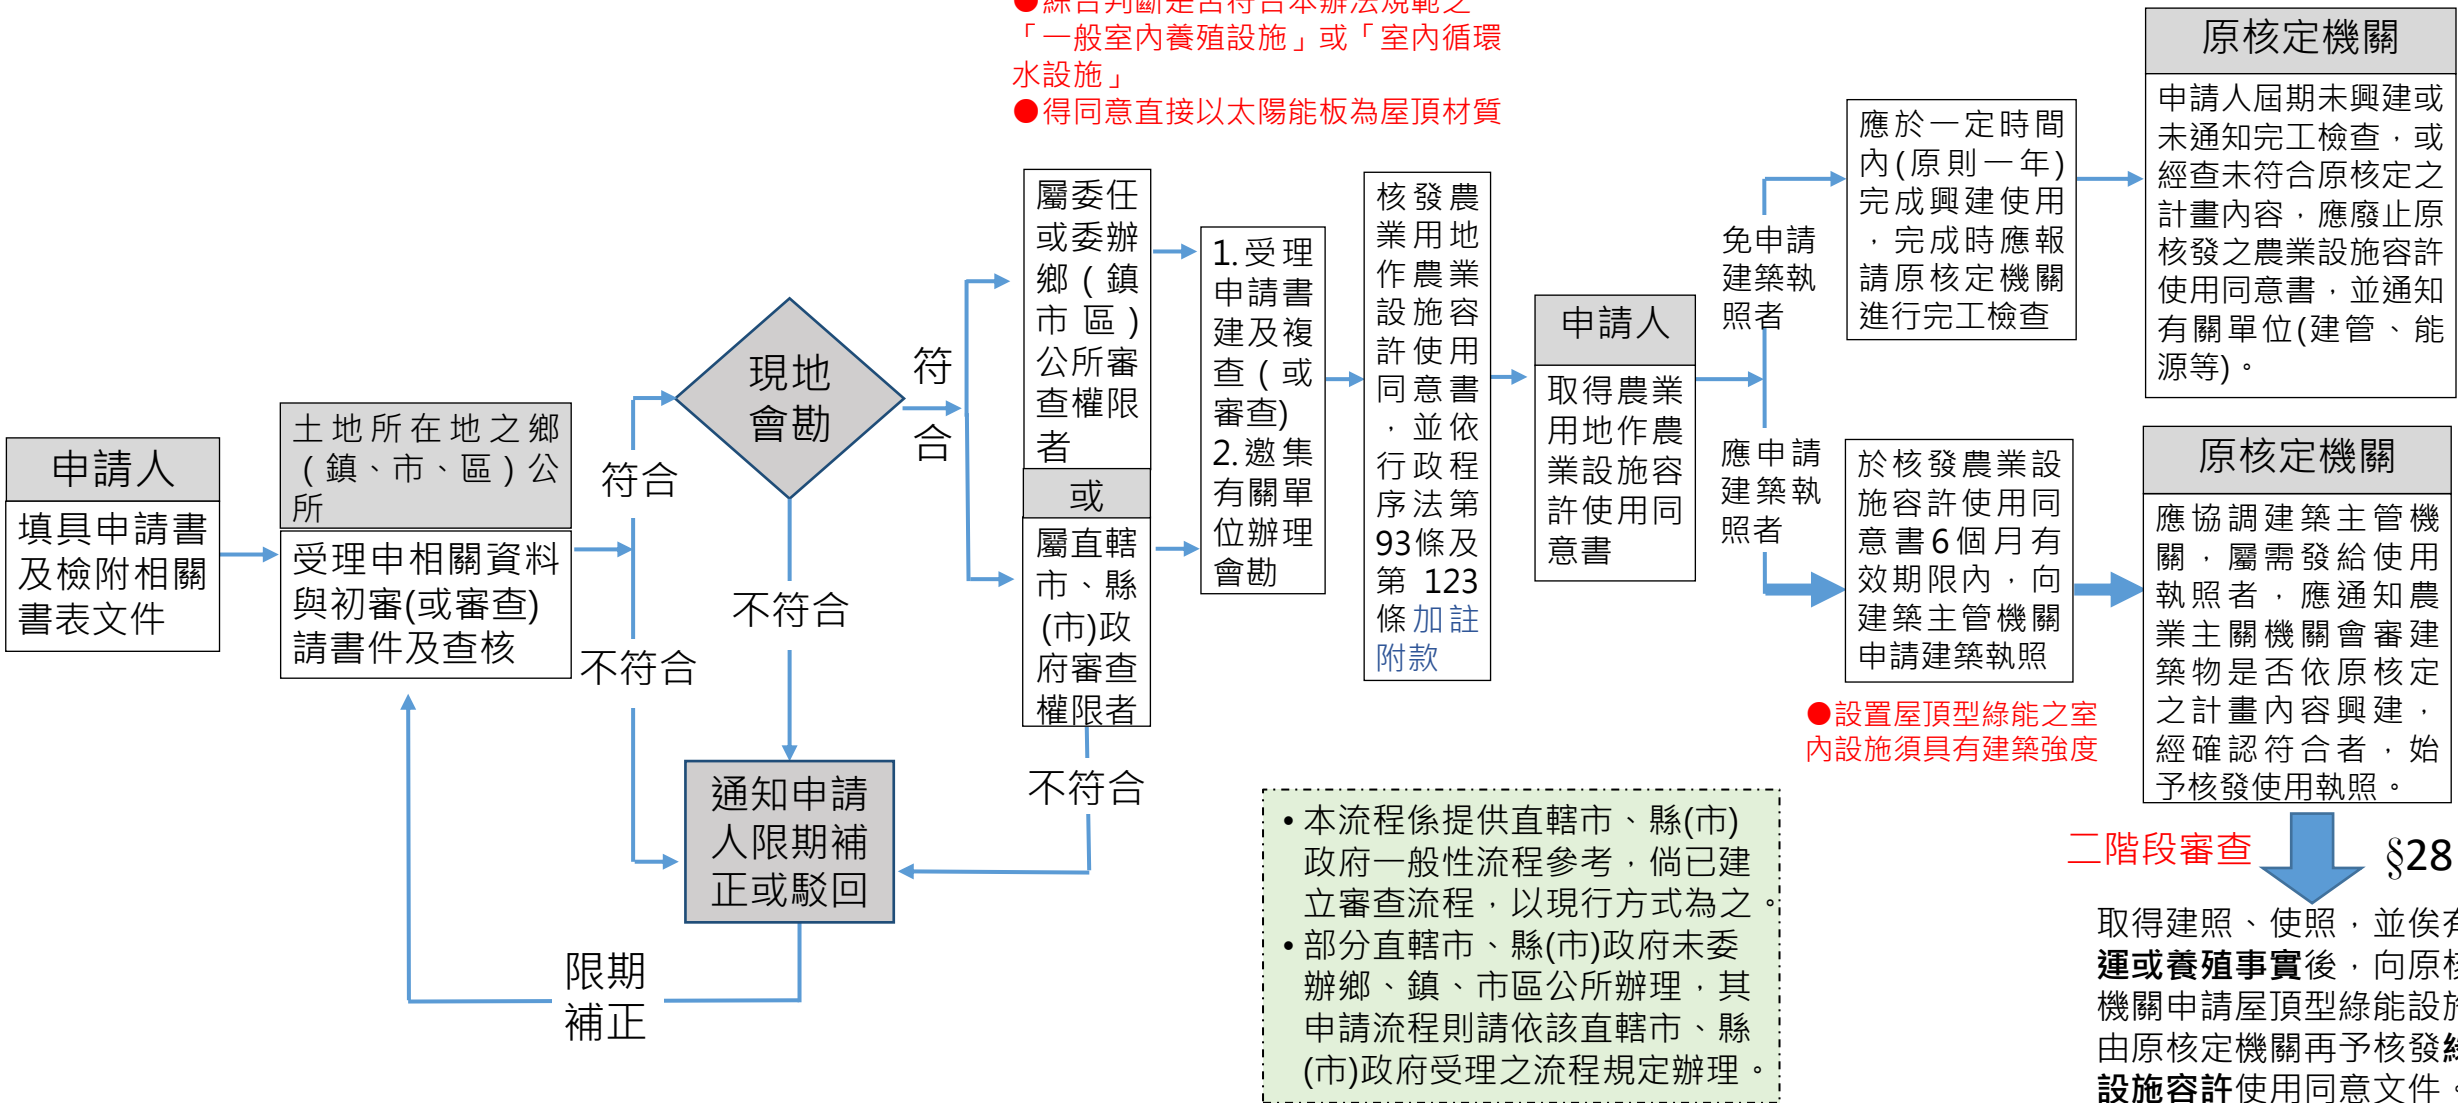 ●綜合判斷是否符合本辦法規範之
「一般室內養殖設施」或「室內循環
水設施」
●得同意直接以太陽能板為屋頂材質
申請人
填具申請書
及檢附相關
書表文件
土地所在地之鄉
（鎮、市、區）公
所
受理申相關資料
與初審(或審查)
請書件及查核
符合
不符合
現地
會勘
符
合
不符合
通知申請
人限期補
正或駁回
限期
補正
屬委任
或委辦
鄉（鎮
市區）
公所審
查權限
者
或
屬直轄
市、縣
(市)政
府審查
權限者
不符合
1.受理
申請書
建及複
查（或
審查)
2.邀集
有關單
位辦理
會勘
核發農
業用地
作農業
設施容
許使用
同意書
，並依
行政程
序法第
93條及
第123
條加註
附款
申請人
取得農業
用地作農
業設施容
許使用同
意書
免申請
建築執
照者
應申請
建築執
照者
應於一定時間
內(原則一年)
完成興建使用
，完成時應報
請原核定機關
進行完工檢查
原核定機關
申請人屆期未興建或
未通知完工檢查，或
經查未符合原核定之
計畫內容，應廢止原
核發之農業設施容許
使用同意書，並通知
有關單位(建管、能
源等)。
於核發農業設
施容許使用同
意書6個月有
效期限內，向
建築主管機關
申請建築執照
●設置屋頂型綠能之室
內設施須具有建築強度
原核定機關
應協調建築主管機
關，屬需發給使用
執照者，應通知農
業主關機關會審建
築物是否依原核定
之計畫內容興建，
經確認符合者，始
予核發使用執照。
二階段審查
§28
取得建照、使照，並俟有
運或養殖事實後，向原核
機關申請屋頂型綠能設施
由原核定機關再予核發綠
設施容許使用同意文件。
•本流程係提供直轄市、縣(市)
政府一般性流程參考，倘已建
立審查流程，以現行方式為之。
•部分直轄市、縣(市)政府未委
辦鄉、鎮、市區公所辦理，其
申請流程則請依該直轄市、縣
(市)政府受理之流程規定辦理。